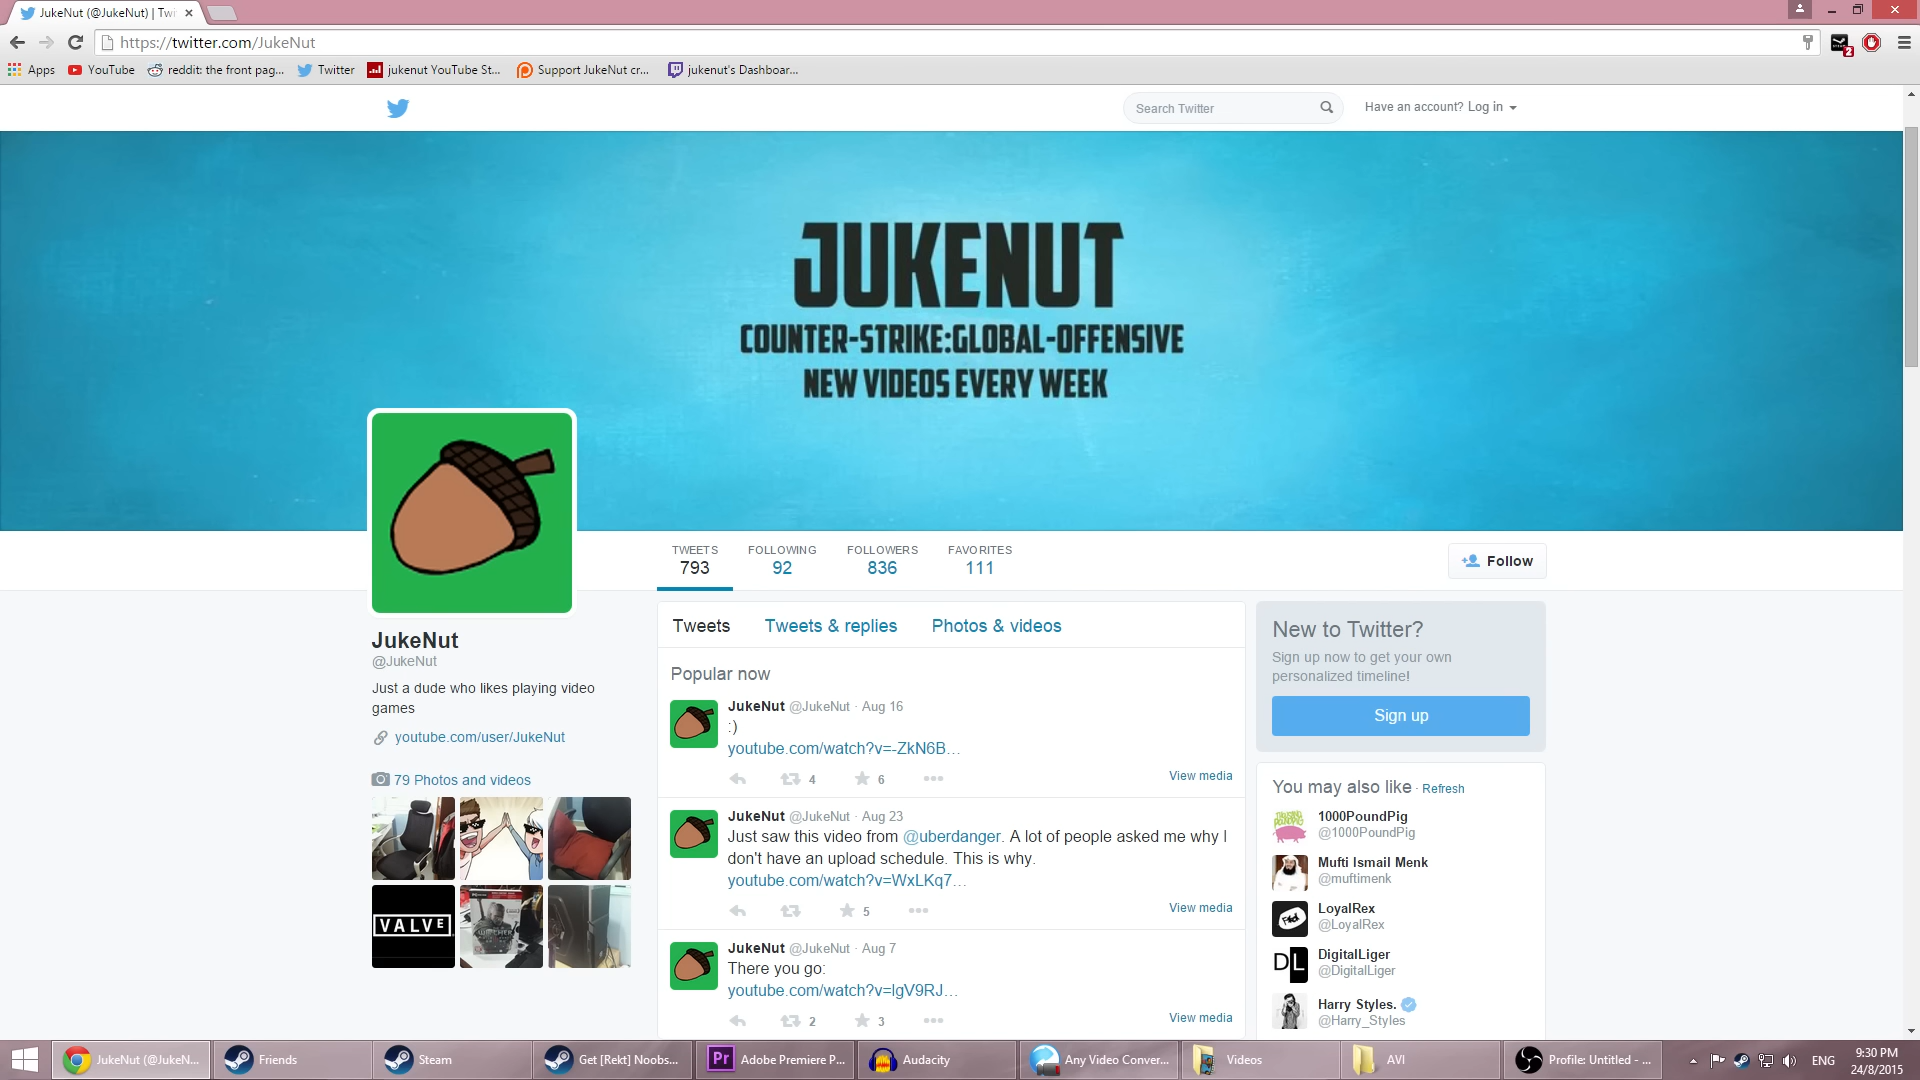 JukeNut (@JukeNut) | Twi
https://twitter.com/JukeNut
2
Apps
YouTube
reddit: the front pag...
Twitter
jukenut YouTube St...
Support JukeNut cr...
jukenut's Dashboar...
Search Twitter
Have an account? Log in
JUKENUT
COUNTER-STRIKE:GLOBAL-OFFENSIVE
NEW VIDEOS EVERY WEEK
TWEETS
793
FOLLOWING
92
FOLLOWERS
836
FAVORITES
111
Follow
JukeNut
@JukeNut
Just a dude who likes playing video
games
youtube.com/user/JukeNut
79 Photos and videos
VALVE
Tweets
Tweets & replies
Photos & videos
Popular now
JukeNut @JukeNut · Aug 16
:)
youtube.com/watch?v=-ZkN6B…
4
6
View media
JukeNut @JukeNut · Aug 23
Just saw this video from @uberdanger. A lot of people asked me why I
don't have an upload schedule. This is why.
youtube.com/watch?v=WxLKq7…
5
View media
JukeNut @JukeNut · Aug 7
There you go:
youtube.com/watch?v=lgV9RJ…
2
3
View media
New to Twitter?
Sign up now to get your own
personalized timeline!
Sign up
You may also like · Refresh
1000PoundPig
@1000PoundPig
Mufti Ismail Menk
@muftimenk
LoyalRex
@LoyalRex
DL
DigitalLiger
@DigitalLiger
Harry Styles.
@Harry_Styles
JukeNut (@JukeN...
Friends
Steam
Get [Rekt] Noobs...
Pr
Adobe Premiere P...
Audacity
Any Video Conver...
Videos
AVI
Profile: Untitled - ...
ENG
9:30 PM
24/8/2015